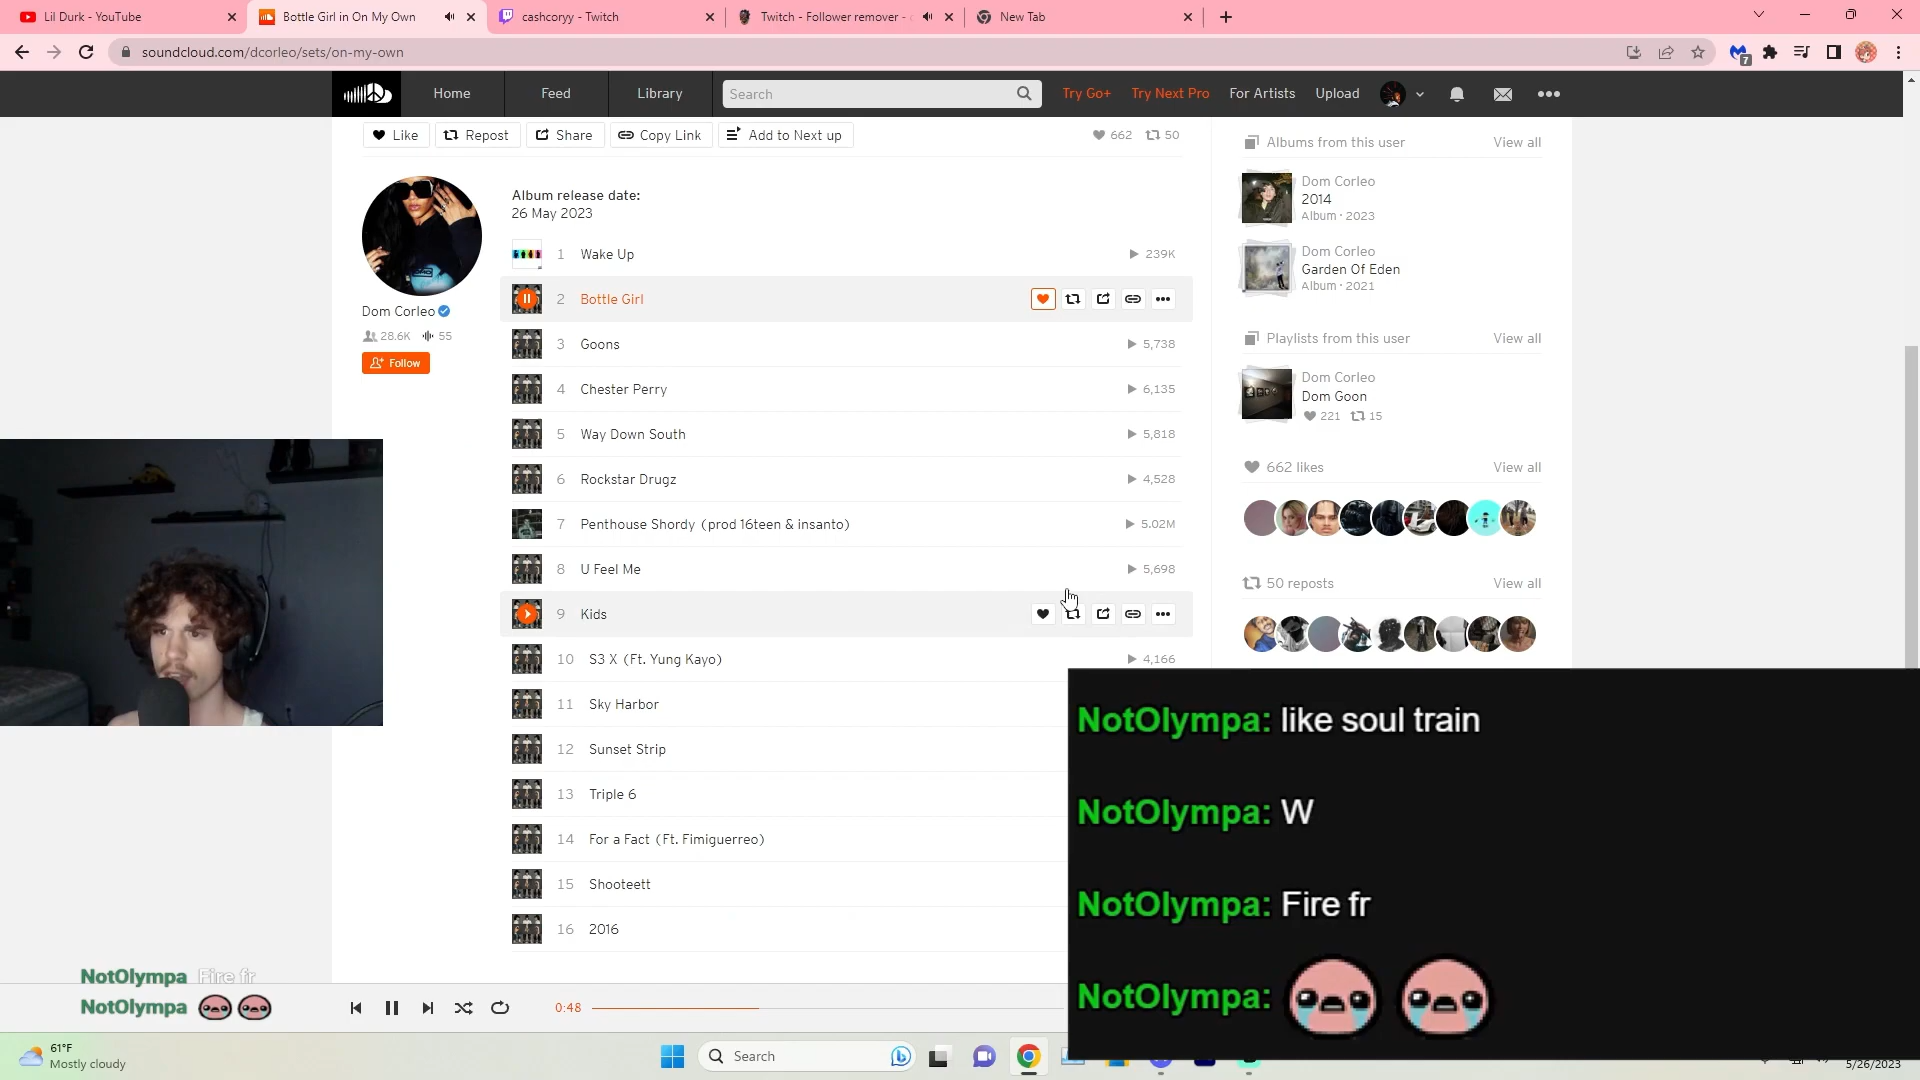 Lil Durk - YouTube
Bottle Girl in On My Own
cashcoryy - Twitch
Twitch - Follower remover -
New Tab
soundcloud.com/dcorleo/sets/on-my-own
7
Home
Feed
Library
Search
Try Go+
Try Next Pro
For Artists
Upload
Like
Repost
Share
Copy Link
Add to Next up
662
50
Album release date:
26 May 2023
Dom Corleo
28.6K
55
Follow
1 Wake Up 239K
2 Bottle Girl
3 Goons 5,738
4 Chester Perry 6,135
5 Way Down South 5,818
6 Rockstar Drugz 4,528
7 Penthouse Shordy (prod 16teen & insanto) 5.02M
8 U Feel Me 5,698
9 Kids
10 S3 X (Ft. Yung Kayo) 4,166
11 Sky Harbor
12 Sunset Strip
13 Triple 6
14 For a Fact (Ft. Fimiguerreo)
15 Shooteett
16 2016
Albums from this user View all
Dom Corleo
2014
Album · 2023
Dom Corleo
Garden Of Eden
Album · 2021
Playlists from this user View all
Dom Corleo
Dom Goon
221 15
662 likes View all
50 reposts View all
NotOlympa: like soul train
NotOlympa: W
NotOlympa: Fire fr
NotOlympa:
NotOlympa Fire fr
NotOlympa
0:48
61°F
Mostly cloudy
Search
5/26/2023